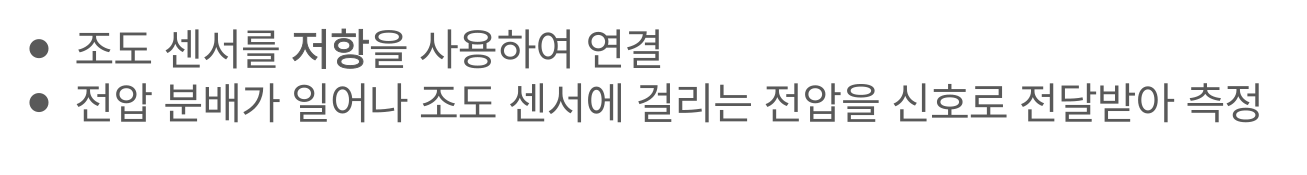 ● 조도 센서를 저항을 사용하여 연결
● 전압 분배가 일어나 조도 센서에 걸리는 전압을 신호로 전달받아 측정